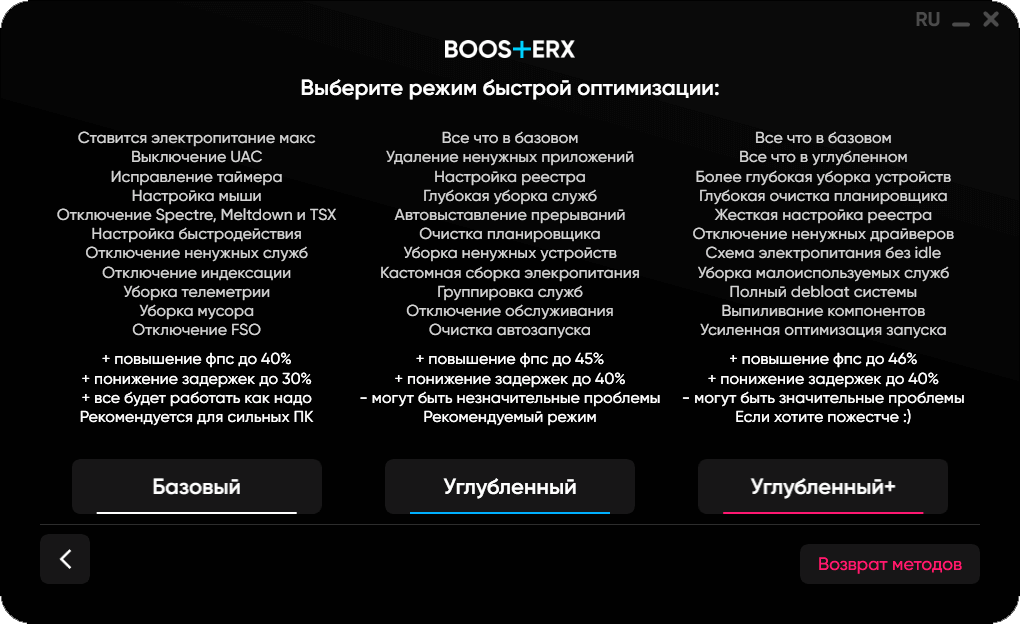 RU
BOOSTERX
Выберите режим быстрой оптимизации:
Ставится электропитание макс
Выключение UAC
Исправление таймера
Настройка мыши
Отключение Spectre, Meltdown и TSX
Настройка быстродействия
Отключение ненужных служб
Отключение индексации
Уборка телеметрии
Уборка мусора
Отключение FSO
+ повышение фпс до 40%
+ понижение задержек до 30%
+ все будет работать как надо
Рекомендуется для сильных ПК
Базовый
Все что в базовом
Удаление ненужных приложений
Настройка реестра
Глубокая уборка служб
Автовыставление прерываний
Очистка планировщика
Уборка ненужных устройств
Кастомная сборка элекропитания
Группировка служб
Отключение обслуживания
Очистка автозапуска
+ повышение фпс до 45%
+ понижение задержек до 40%
- могут быть незначительные проблемы
Рекомендуемый режим
Углубленный
Все что в базовом
Все что в углубленном
Более глубокая уборка устройств
Глубокая очистка планировщика
Жесткая настройка реестра
Отключение ненужных драйверов
Схема электропитания без idle
Уборка малоиспользуемых служб
Полный debloat системы
Выпиливание компонентов
Усиленная оптимизация запуска
+ повышение фпс до 46%
+ понижение задержек до 40%
- могут быть значительные проблемы
Если хотите пожестче :)
Углубленный+
Возврат методов